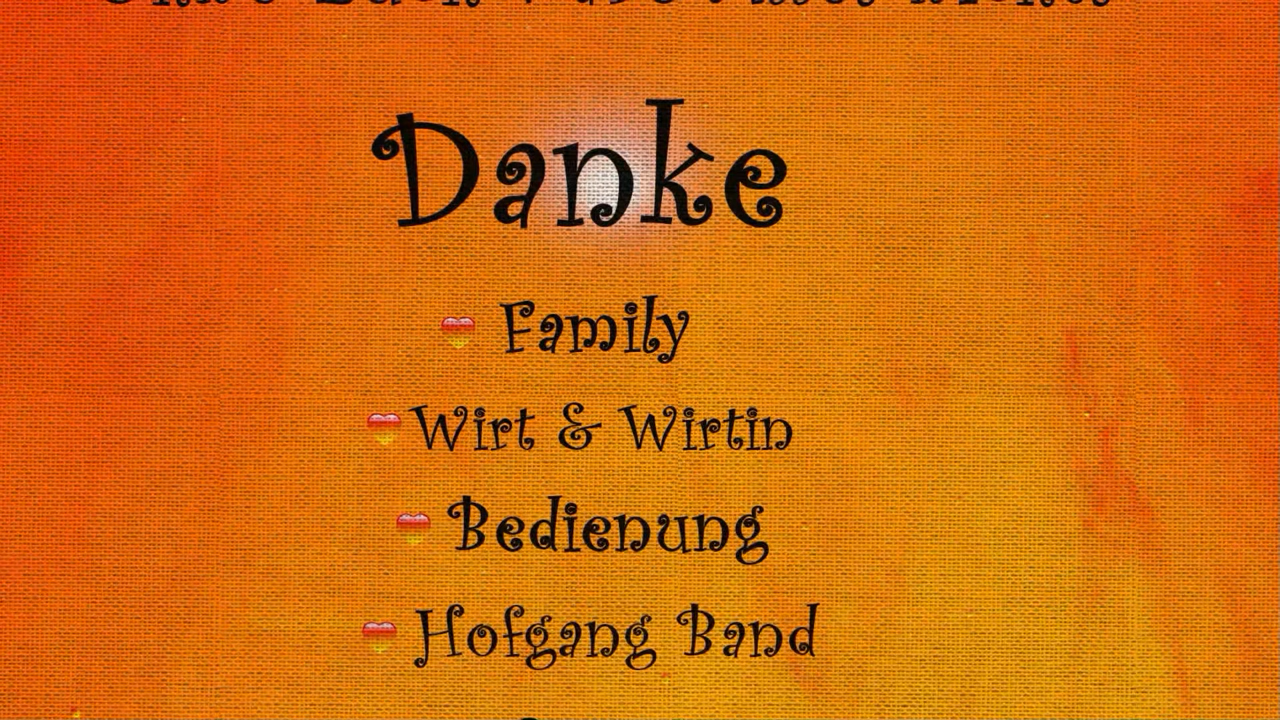 Danke
Family
Wirt & Wirtin
Bedienung
Hofgang Band